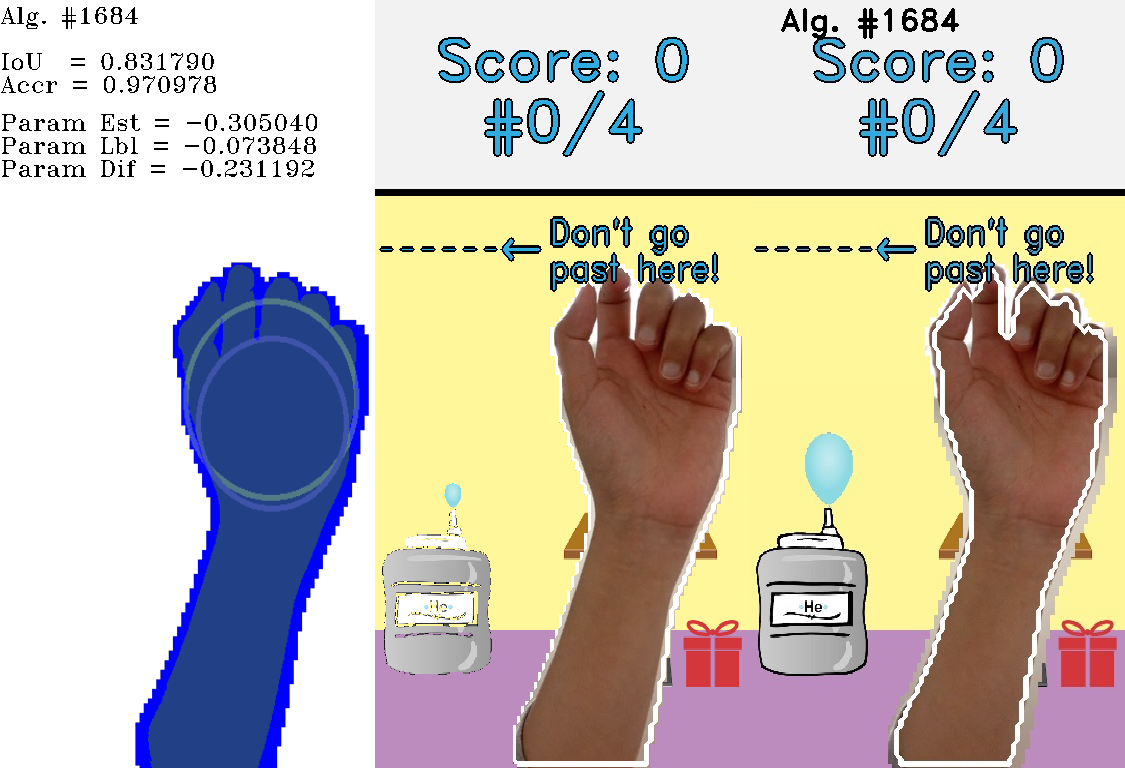 Alg. #1684
IoU = 0.831790
Accr = 0.970978
Param Est = -0.305040
Param Lbl = -0.073848
Param Dif = -0.231192
Score: 0
#0/4
Don't go
past here!
He
Alg. #1684
Score: 0
#0/4
Don't go
past here!
He